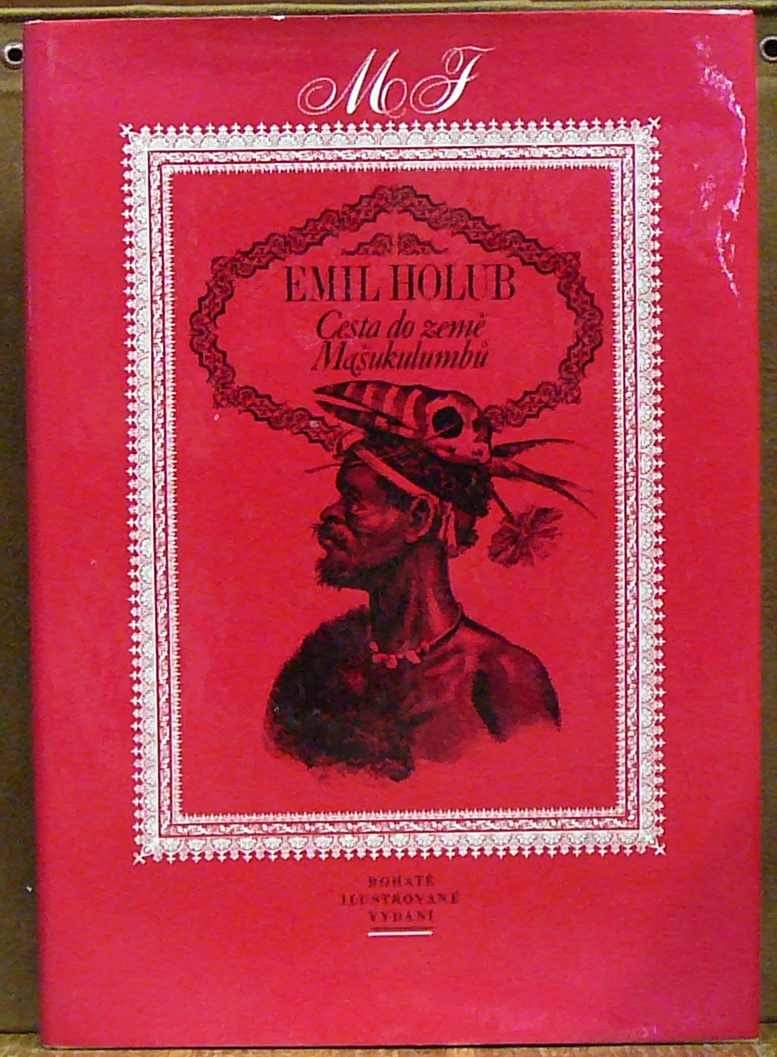 MF
EMIL HOLUB
Cesta do země
Mašukulumbů
BOHATĚ
ILUSTROVANÉ
VYDÁNÍ